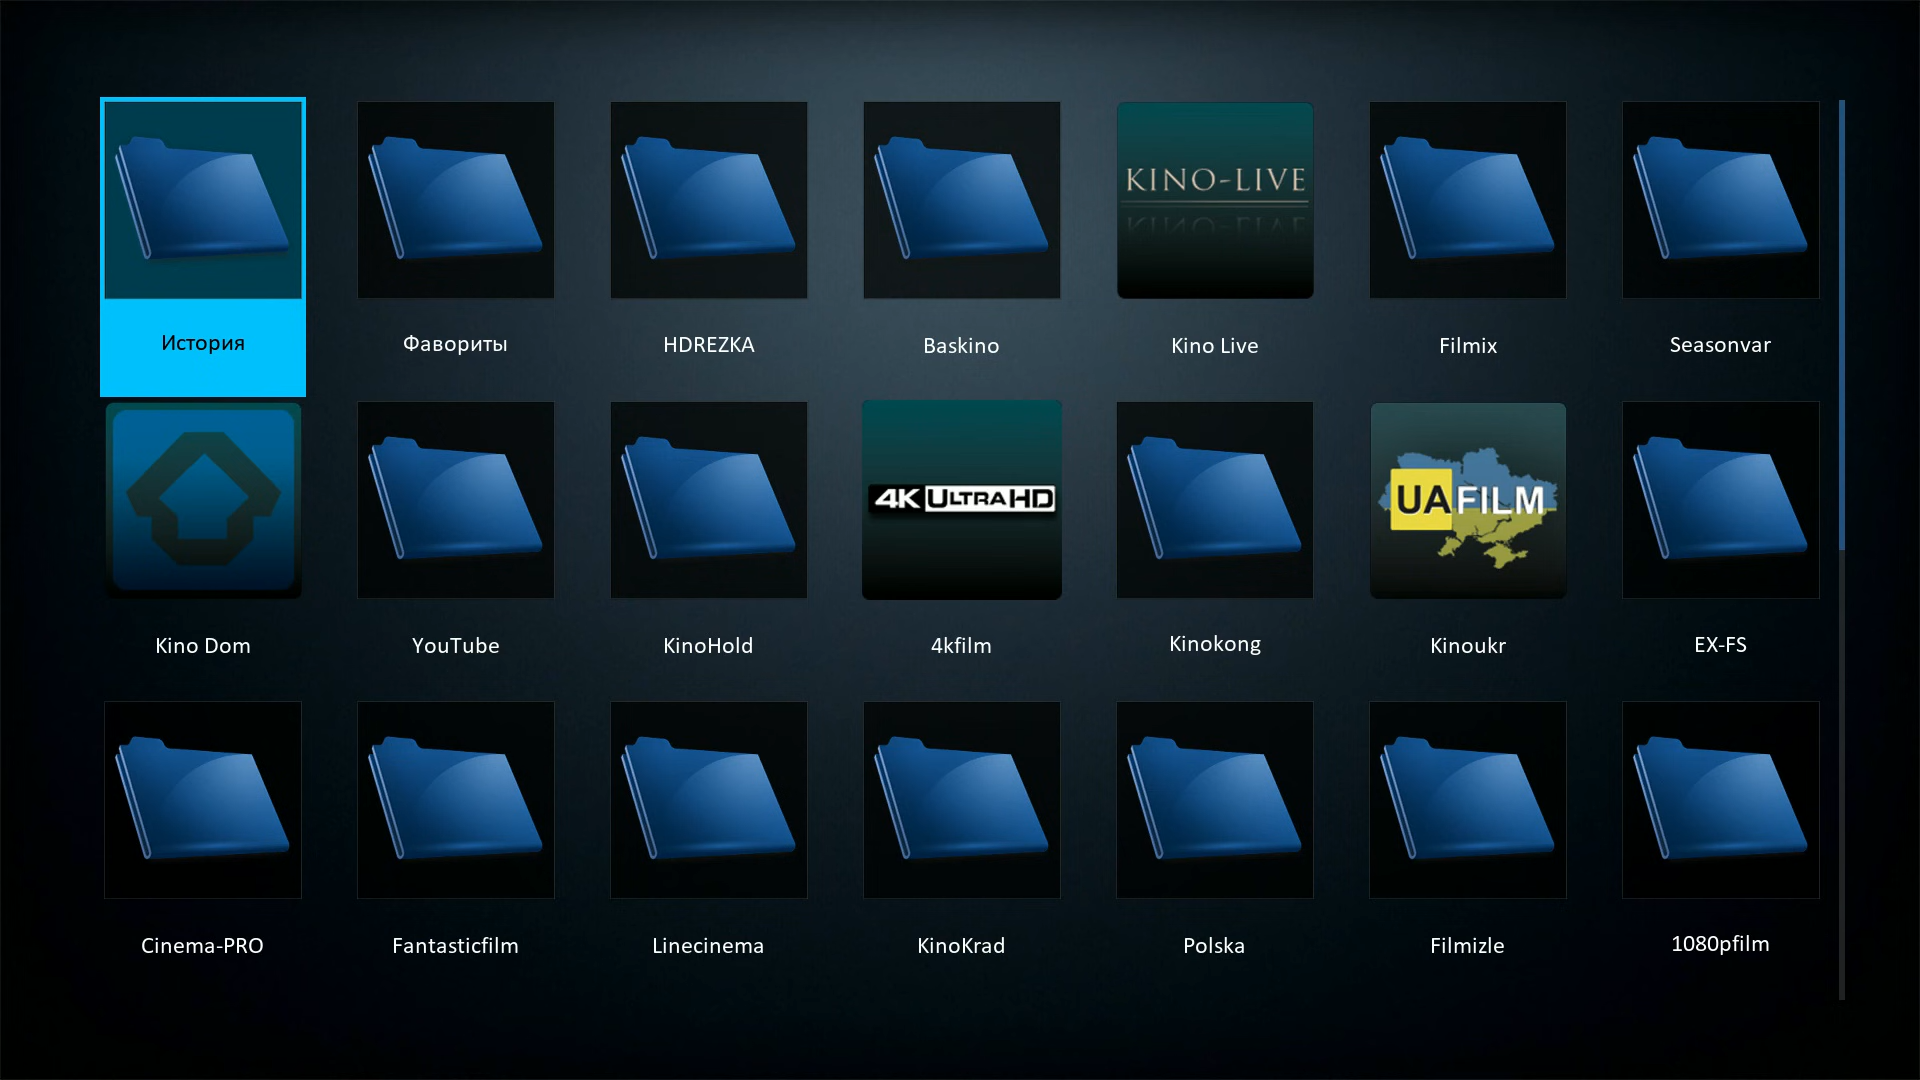 KINO-LIVE
История
Фавориты
HDREZKA
Baskino
Kino Live
Filmix
Seasonvar
4K ULTRA HD
UAFILM
Kino Dom
YouTube
KinoHold
4kfilm
Kinokong
Kinoukr
EX-FS
Cinema-PRO
Fantasticfilm
Linecinema
KinoKrad
Polska
Filmizle
1080pfilm